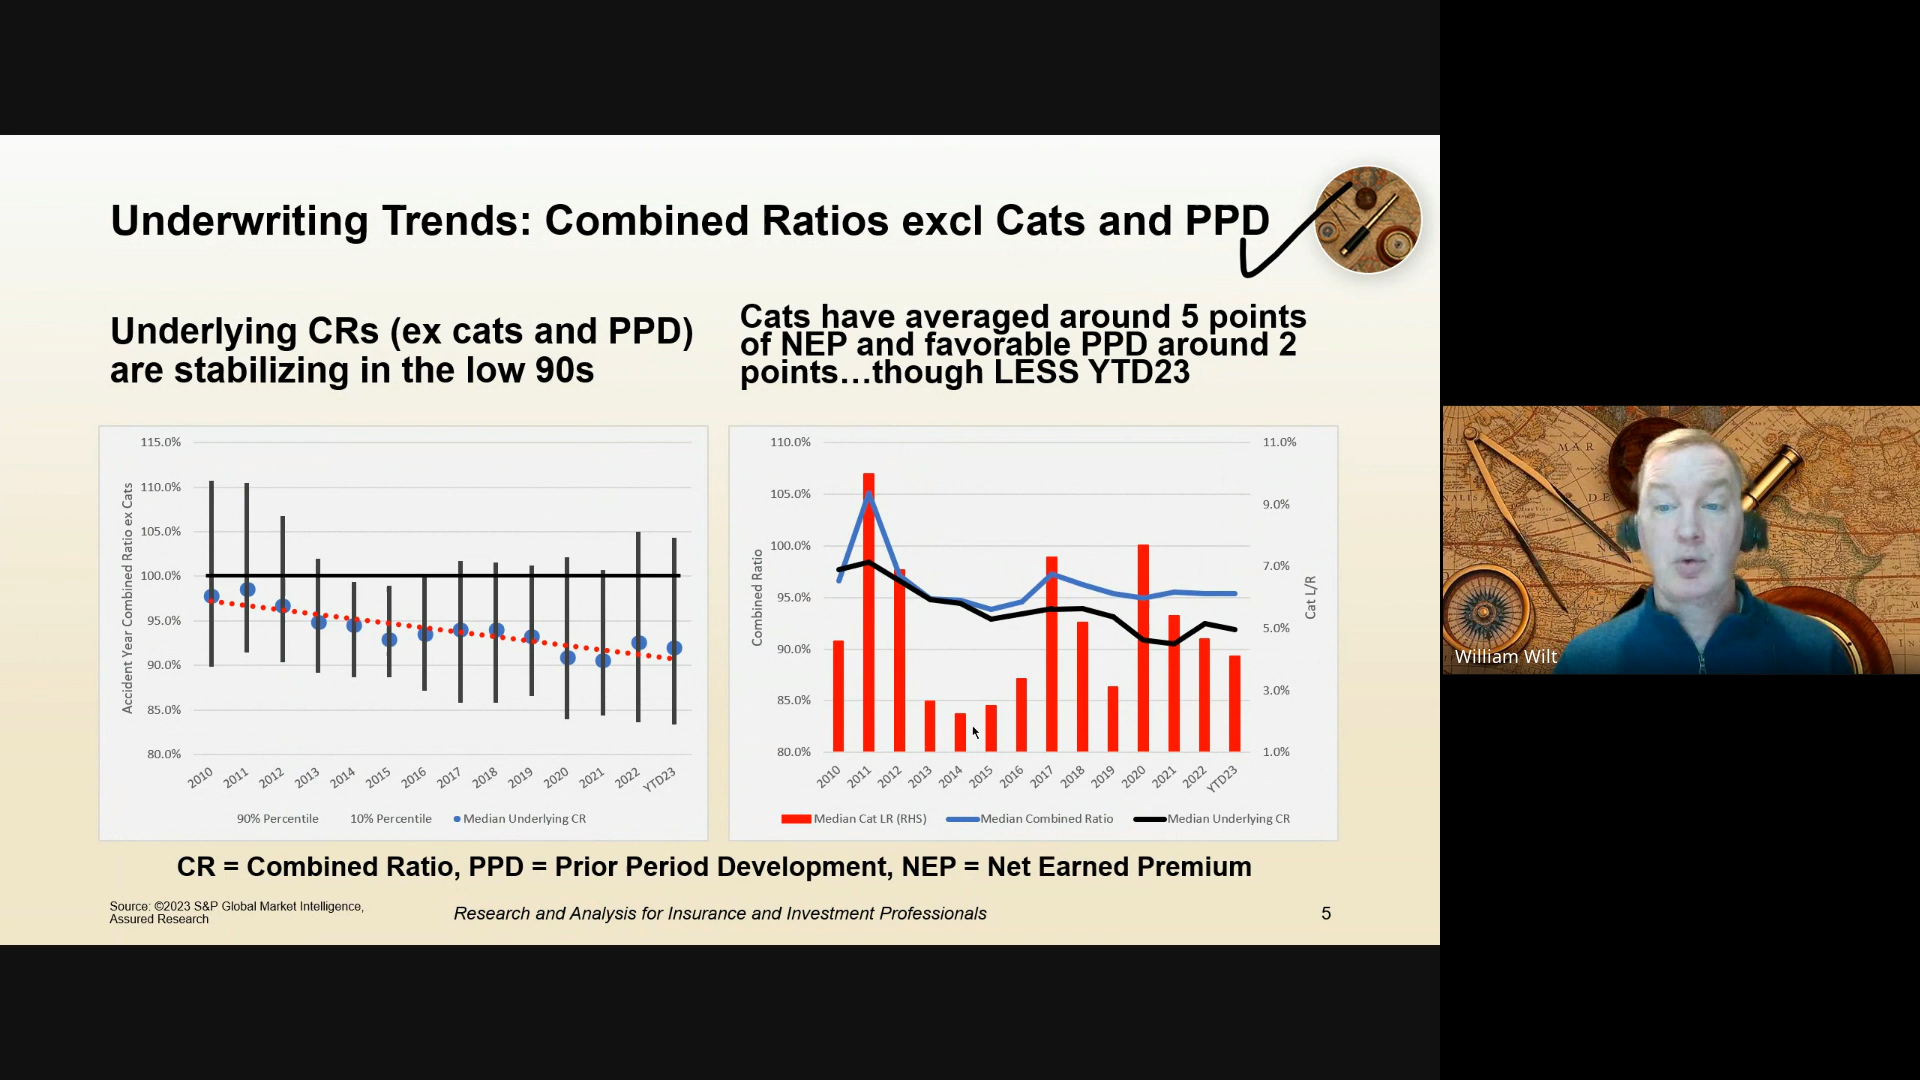 Underwriting Trends: Combined Ratios excl Cats and PPD
Underlying CRs (ex cats and PPD)
are stabilizing in the low 90s
Cats have averaged around 5 points
of NEP and favorable PPD around 2
points…though LESS YTD23
Accident Year Combined Ratio ex Cats
115.0%
110.0%
105.0%
100.0%
95.0%
90.0%
85.0%
80.0%
2010 2011 2012 2013 2014 2015 2016 2017 2018 2019 2020 2021 2022 YTD23
90% Percentile 10% Percentile Median Underlying CR
Combined Ratio
110.0%
105.0%
100.0%
95.0%
90.0%
85.0%
80.0%
11.0%
9.0%
7.0%
5.0%
3.0%
1.0%
Cat L/R
2010 2011 2012 2013 2014 2015 2016 2017 2018 2019 2020 2021 2022 YTD23
Median Cat LR (RHS) Median Combined Ratio Median Underlying CR
CR = Combined Ratio, PPD = Prior Period Development, NEP = Net Earned Premium
Source: ©2023 S&P Global Market Intelligence,
Assured Research
Research and Analysis for Insurance and Investment Professionals
5
William Wilt